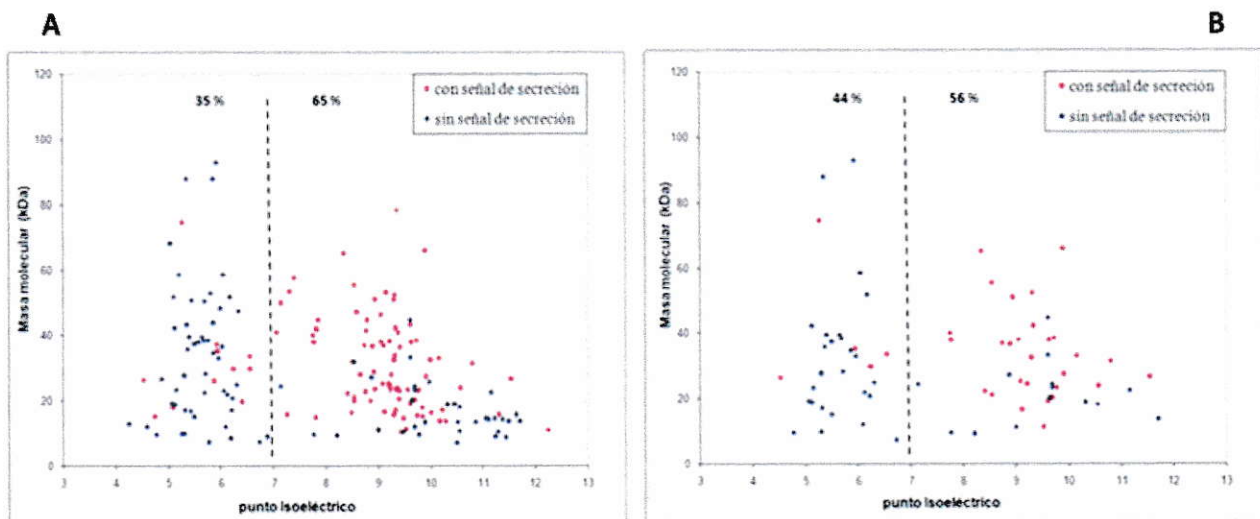 A
B
120
100
80
60
40
20
0
Masa molecular (kDa)
35 %
65 %
con señal de secreción
sin señal de secreción
3 4 5 6 7 8 9 10 11 12 13
punto Isoeléctrico
120
100
80
60
40
20
0
Masa molecular (kDa)
44 %
56 %
con señal de secreción
sin señal de secreción
3 4 5 6 7 8 9 10 11 12 13
punto Isoeléctrico